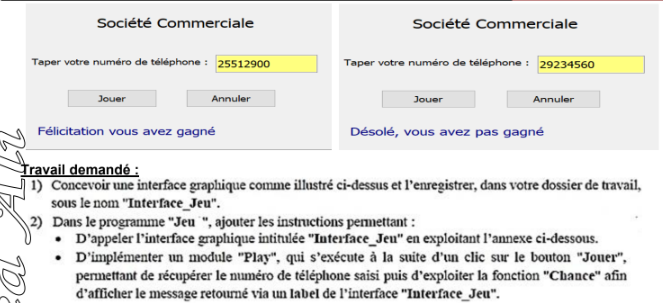 Société Commerciale
Taper votre numéro de téléphone : 25512900
Jouer Annuler
Félicitation vous avez gagné
Société Commerciale
Taper votre numéro de téléphone : 29234560
Jouer Annuler
Désolé, vous avez pas gagné
Travail demandé :
1) Concevoir une interface graphique comme illustré ci-dessus et l'enregistrer, dans votre dossier de travail,
sous le nom "Interface_Jeu".
2) Dans le programme "Jeu ", ajouter les instructions permettant :
• D'appeler l'interface graphique intitulée "Interface_Jeu" en exploitant l'annexe ci-dessous.
• D'implémenter un module "Play", qui s'exécute à la suite d'un clic sur le bouton "Jouer",
permettant de récupérer le numéro de téléphone saisi puis d'exploiter la fonction "Chance" afin
d'afficher le message retourné via un label de l'interface "Interface_Jeu".